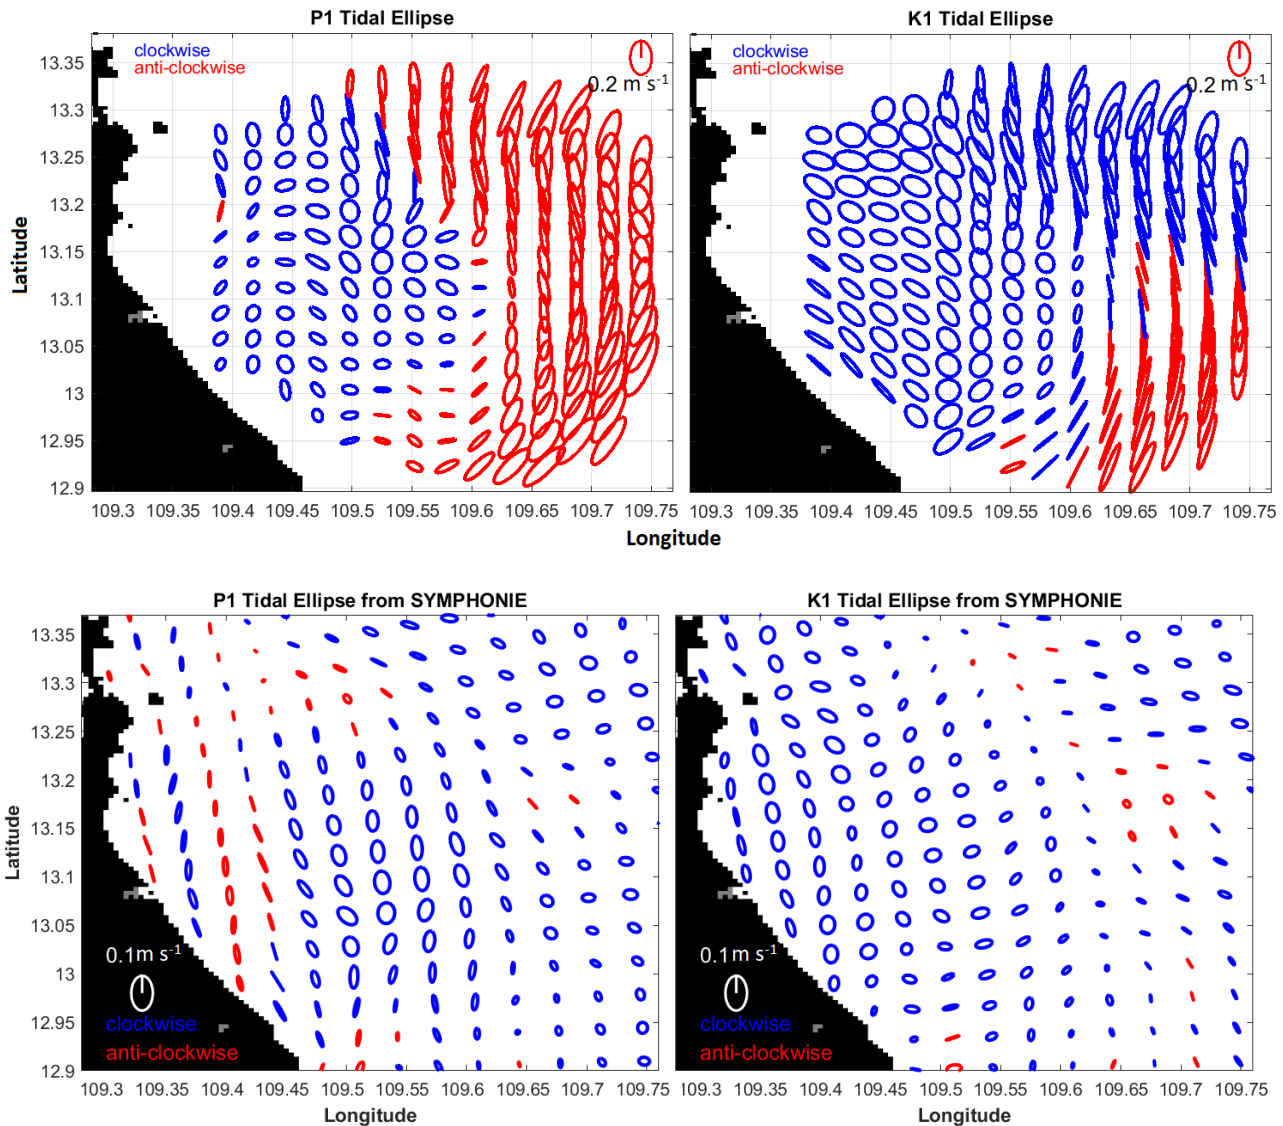 P1 Tidal Ellipse
K1 Tidal Ellipse
clockwise
anti-clockwise
0.2 m s-1
clockwise
anti-clockwise
0.2 m s-1
13.35
13.3
13.25
13.2
13.15
13.1
13.05
13
12.95
12.9
Latitude
109.3 109.35 109.4 109.45 109.5 109.55 109.6 109.65 109.7 109.75
109.3 109.35 109.4 109.45 109.5 109.55 109.6 109.65 109.7 109.75
Longitude
P1 Tidal Ellipse from SYMPHONIE
K1 Tidal Ellipse from SYMPHONIE
13.35
13.3
13.25
13.2
13.15
13.1
13.05
13
12.95
12.9
Latitude
0.1m s-1
clockwise
anti-clockwise
0.1m s-1
clockwise
anti-clockwise
109.3 109.35 109.4 109.45 109.5 109.55 109.6 109.65 109.7 109.75
109.3 109.35 109.4 109.45 109.5 109.55 109.6 109.65 109.7 109.75
Longitude
Longitude